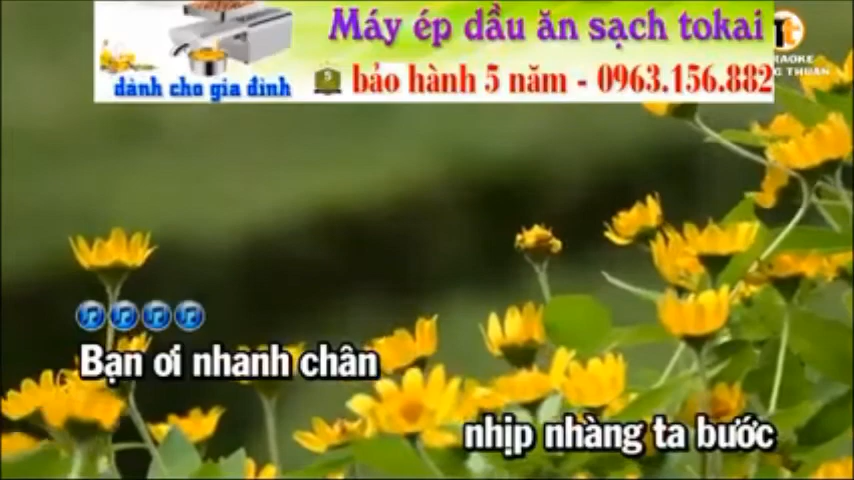 Máy ép dầu ăn sạch tokai
dành cho gia đình
5
bảo hành 5 năm - 0963.156.882
Bạn ơi nhanh chân
nhịp nhàng ta bước